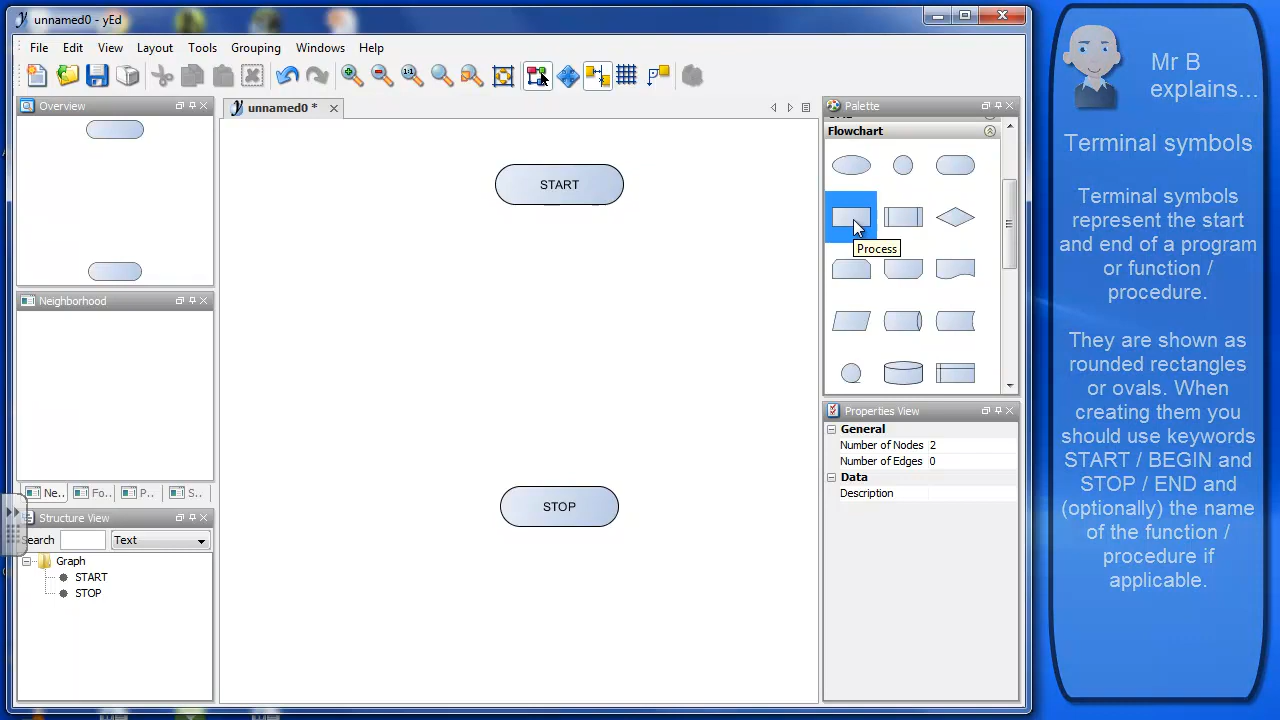 unnamed0 - yEd
File Edit View Layout Tools Grouping Windows Help
1:1
Overview
unnamed0 *
Palette
Flowchart
START
Process
Neighborhood
Properties View
General
Number of Nodes 2
Number of Edges 0
Data
Description
STOP
Ne.. Fo.. P.. S..
Structure View
Search Text
Graph
START
STOP
Mr B
explains...
Terminal symbols
Terminal symbols
represent the start
and end of a program
or function /
procedure.
They are shown as
rounded rectangles
or ovals. When
creating them you
should use keywords
START / BEGIN and
STOP / END and
(optionally) the name
of the function /
procedure if
applicable.